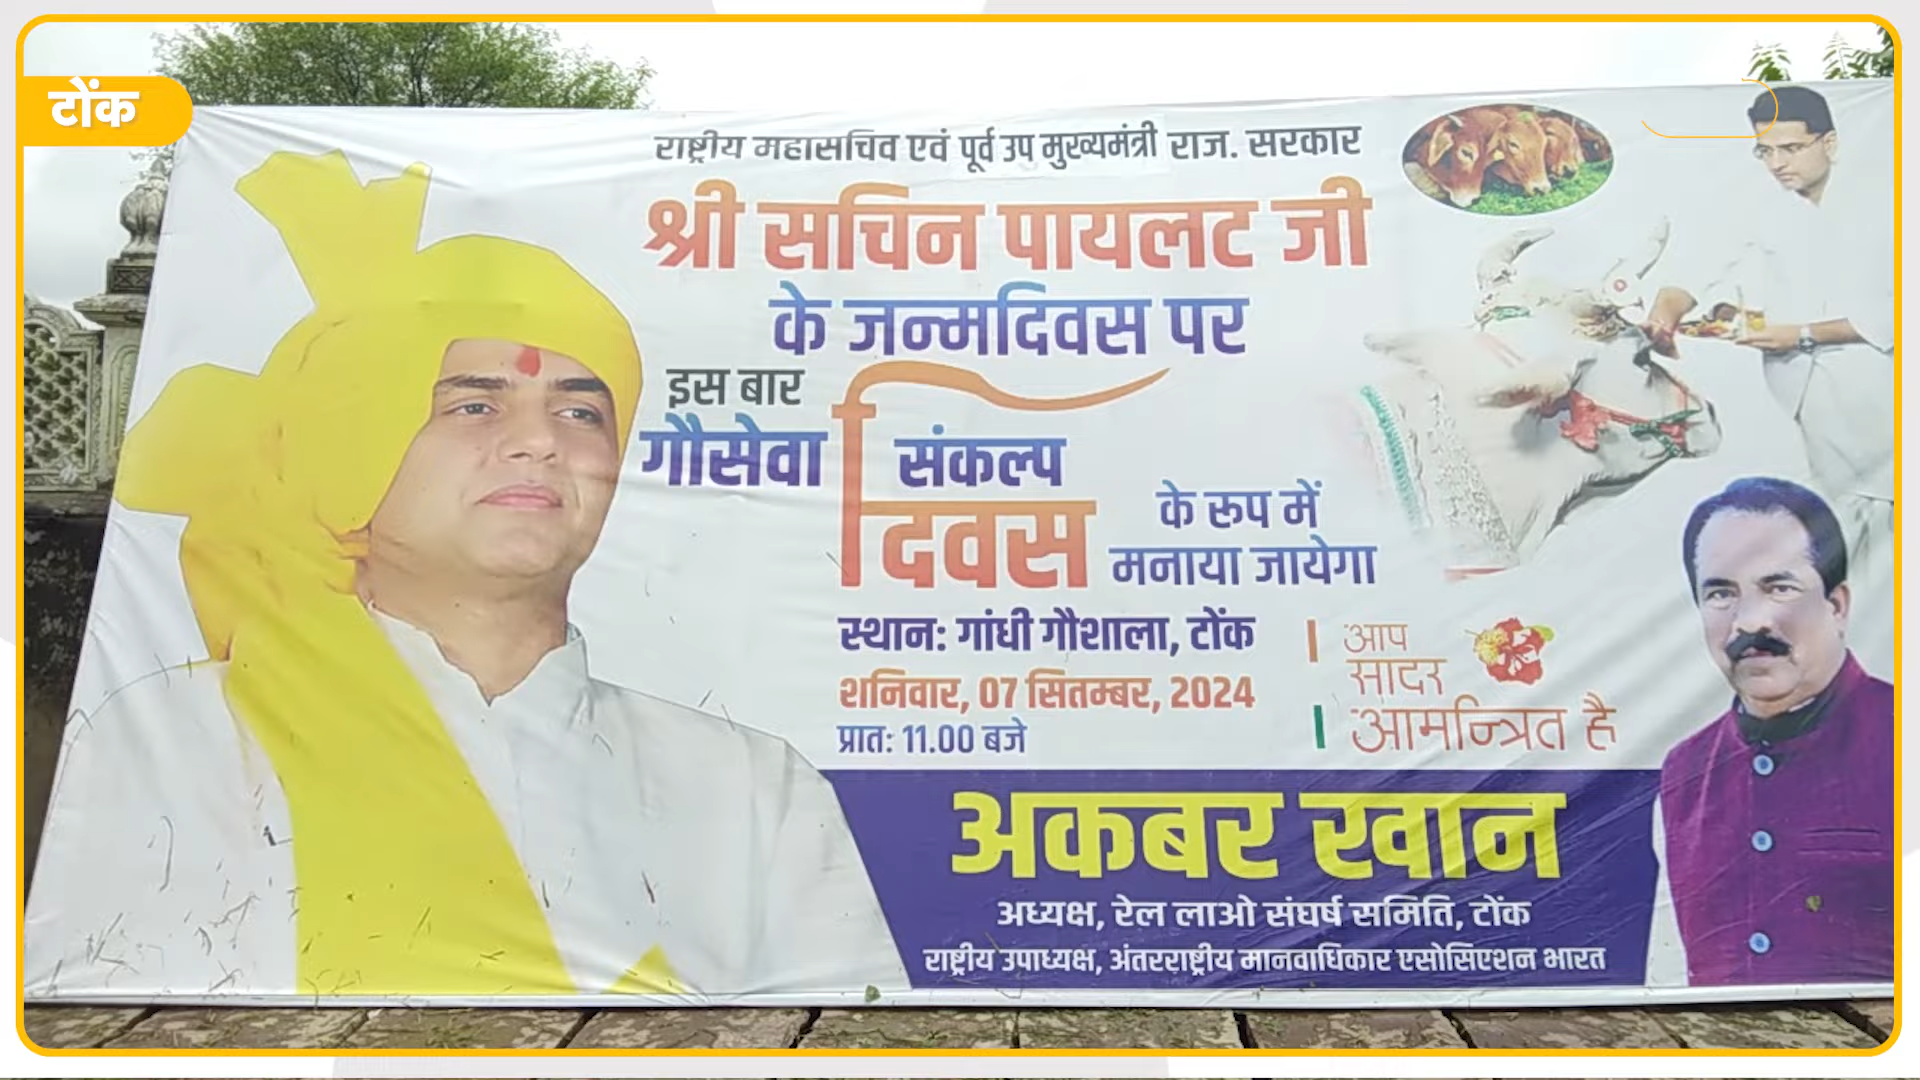 टोंक
राष्ट्रीय महासचिव एवं पूर्व उप मुख्यमंत्री राज. सरकार
श्री सचिन पायलट जी
के जन्मदिवस पर
इस बार
गौसेवा संकल्प
दिवस के रूप में
मनाया जायेगा
स्थान: गांधी गौशाला, टोंक
शनिवार, 07 सितम्बर, 2024
प्रात: 11.00 बजे
आप
सादर
आमन्त्रित है
अकबर खान
अध्यक्ष, रेल लाओ संघर्ष समिति, टोंक
राष्ट्रीय उपाध्यक्ष, अंतरराष्ट्रीय मानवाधिकार एसोसिएशन भारत